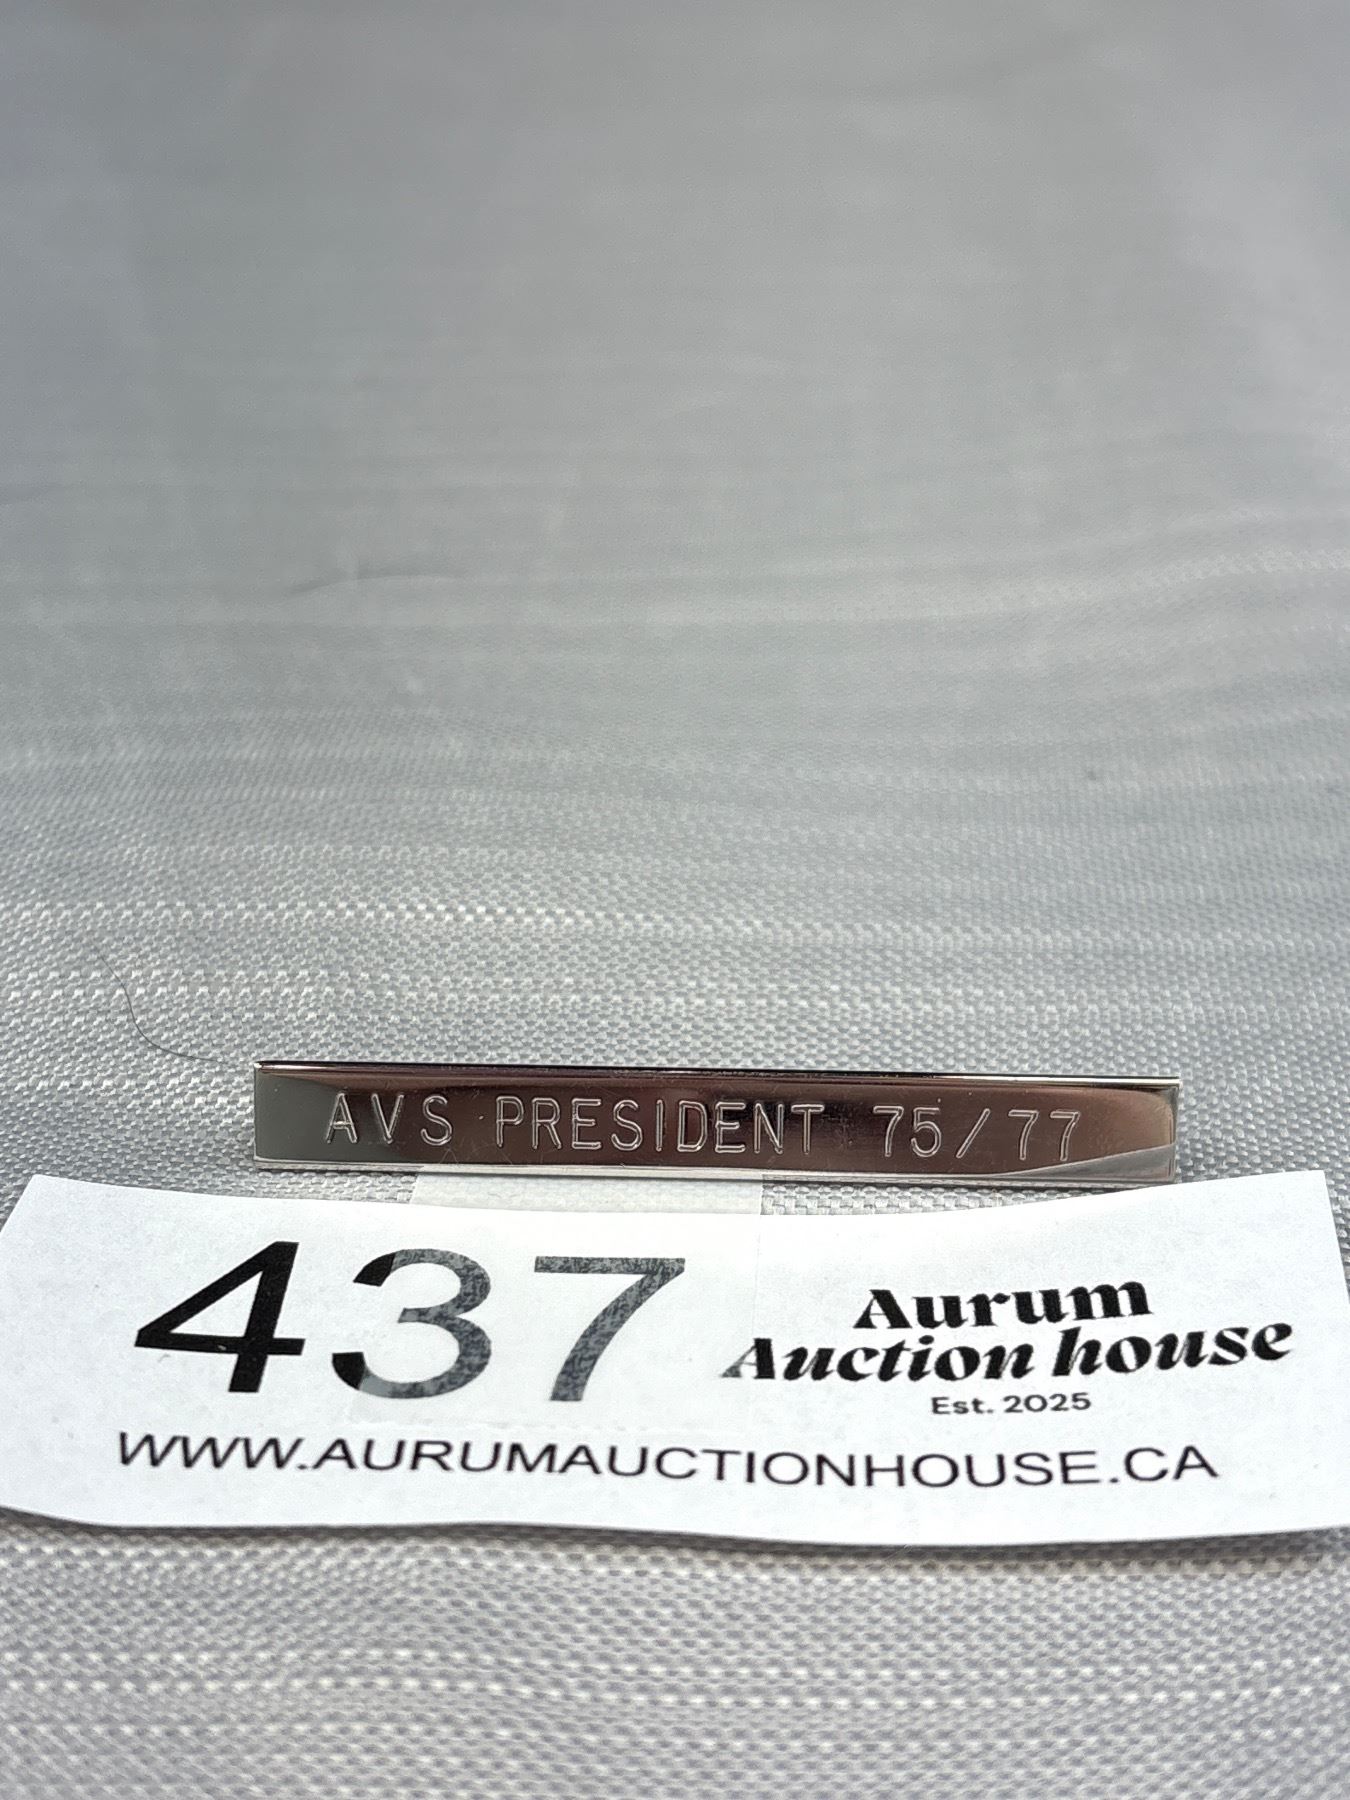 AVS PRESIDENT 75/77
437
Aurum
Auction house
Est. 2025
WWW.AURUMAUCTIONHOUSE.CA